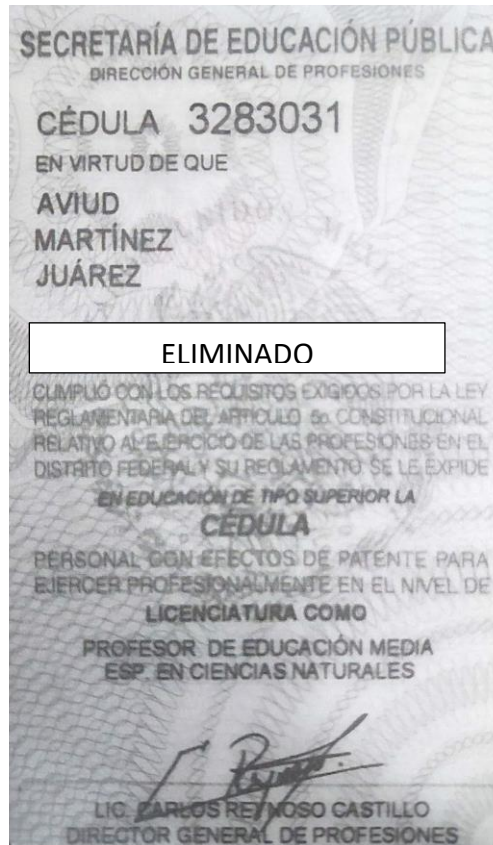 SECRETARÍA DE EDUCACIÓN PÚBLICA
DIRECCIÓN GENERAL DE PROFESIONES
CÉDULA 3283031
EN VIRTUD DE QUE
AVIUD
MARTÍNEZ
JUÁREZ
ELIMINADO
CUMPLIÓ CON LOS REQUISITOS EXIGIDOS POR LA LEY
REGLAMENTARIA DEL ARTÍCULO 5o. CONSTITUCIONAL
RELATIVO AL EJERCICIO DE LAS PROFESIONES EN EL
DISTRITO FEDERAL Y SU REGLAMENTO SE LE EXPIDE
EN EDUCACIÓN DE TIPO SUPERIOR LA
CÉDULA
PERSONAL CON EFECTOS DE PATENTE PARA
EJERCER PROFESIONALMENTE EN EL NIVEL DE
LICENCIATURA COMO
PROFESOR DE EDUCACIÓN MEDIA
ESP. EN CIENCIAS NATURALES
LIC. CARLOS REYNOSO CASTILLO
DIRECTOR GENERAL DE PROFESIONES